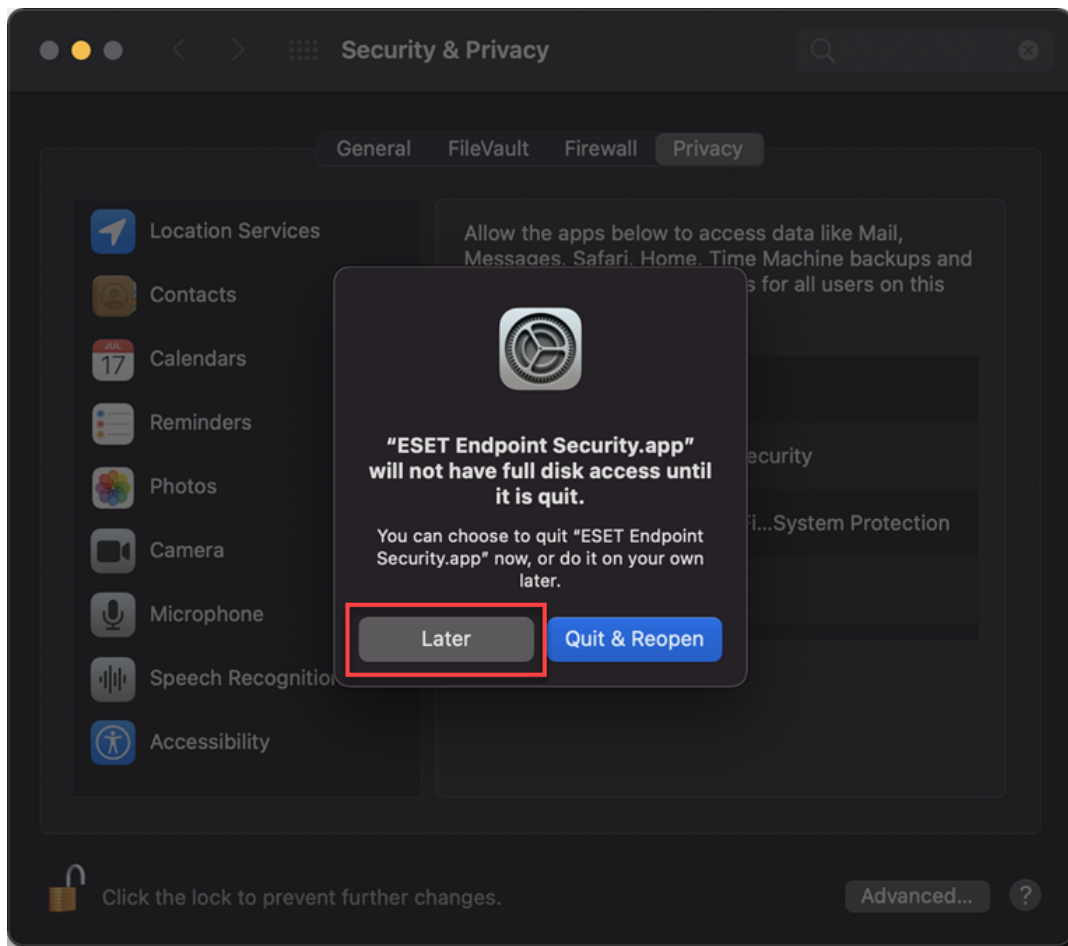 Security & Privacy
General FileVault Firewall Privacy
Location Services
Contacts
JUL
17
Calendars
Reminders
Photos
Camera
Microphone
Speech Recognition
Accessibility
Allow the apps below to access data like Mail,
Messages, Safari, Home, Time Machine backups and
s for all users on this
ecurity
Fi...System Protection
“ESET Endpoint Security.app”
will not have full disk access until
it is quit.
You can choose to quit “ESET Endpoint
Security.app” now, or do it on your own
later.
Later Quit & Reopen
Click the lock to prevent further changes.
Advanced... ?